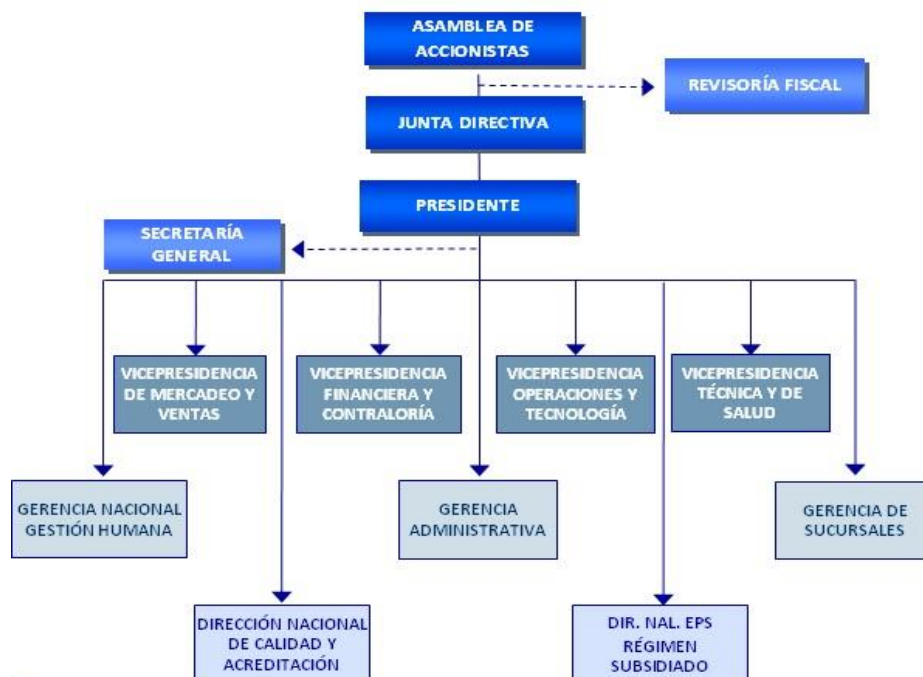 ASAMBLEA DE
ACCIONISTAS
REVISORÍA FISCAL
JUNTA DIRECTIVA
PRESIDENTE
SECRETARÍA
GENERAL
VICEPRESIDENCIA
DE MERCADEO Y
VENTAS
VICEPRESIDENCIA
FINANCIERA Y
CONTRALORÍA
VICEPRESIDENCIA
OPERACIONES Y
TECNOLOGÍA
VICEPRESIDENCIA
TÉCNICA Y DE
SALUD
GERENCIA NACIONAL
GESTIÓN HUMANA
GERENCIA
ADMINISTRATIVA
GERENCIA DE
SUCURSALES
DIRECCIÓN NACIONAL
DE CALIDAD Y
ACREDITACIÓN
DIR. NAL. EPS
RÉGIMEN
SUBSIDIADO